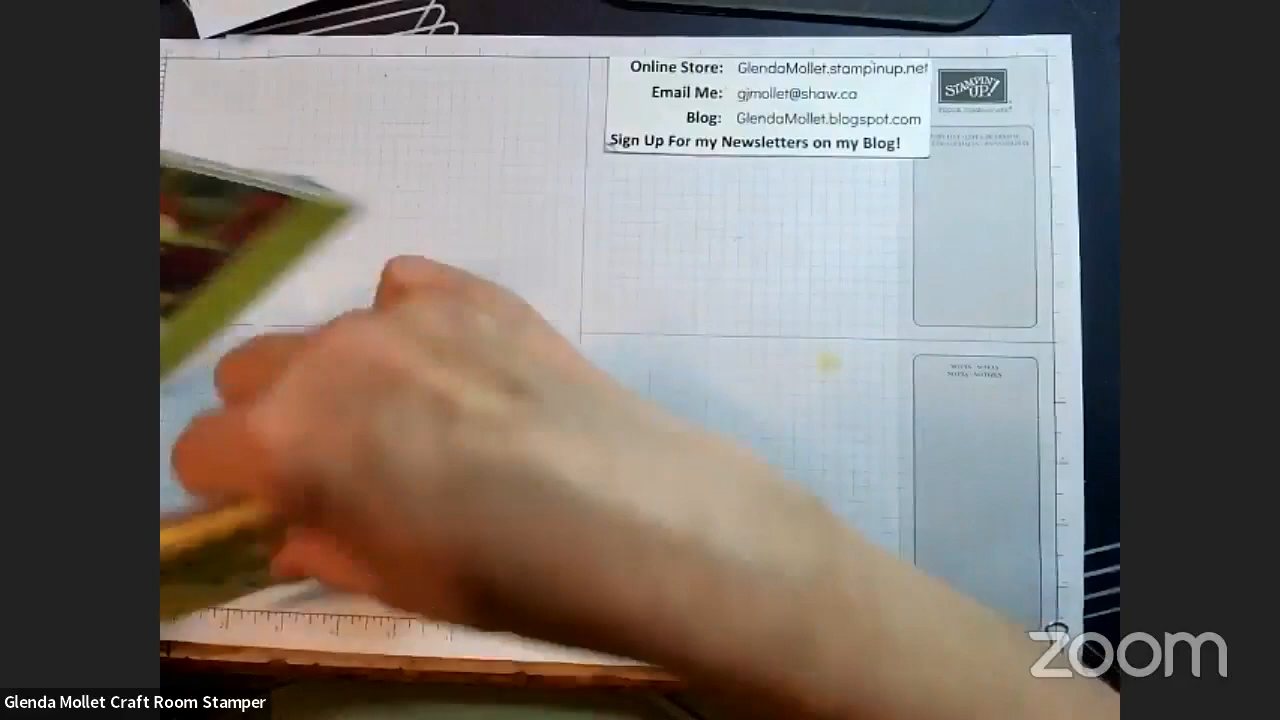 Online Store: GlendaMollet.stampinup.net
Email Me: gjmollet@shaw.ca
Blog: GlendaMollet.blogspot.com
Sign Up For my Newsletters on my Blog!
STAMPIN' UP!
zoom
Glenda Mollet Craft Room Stamper